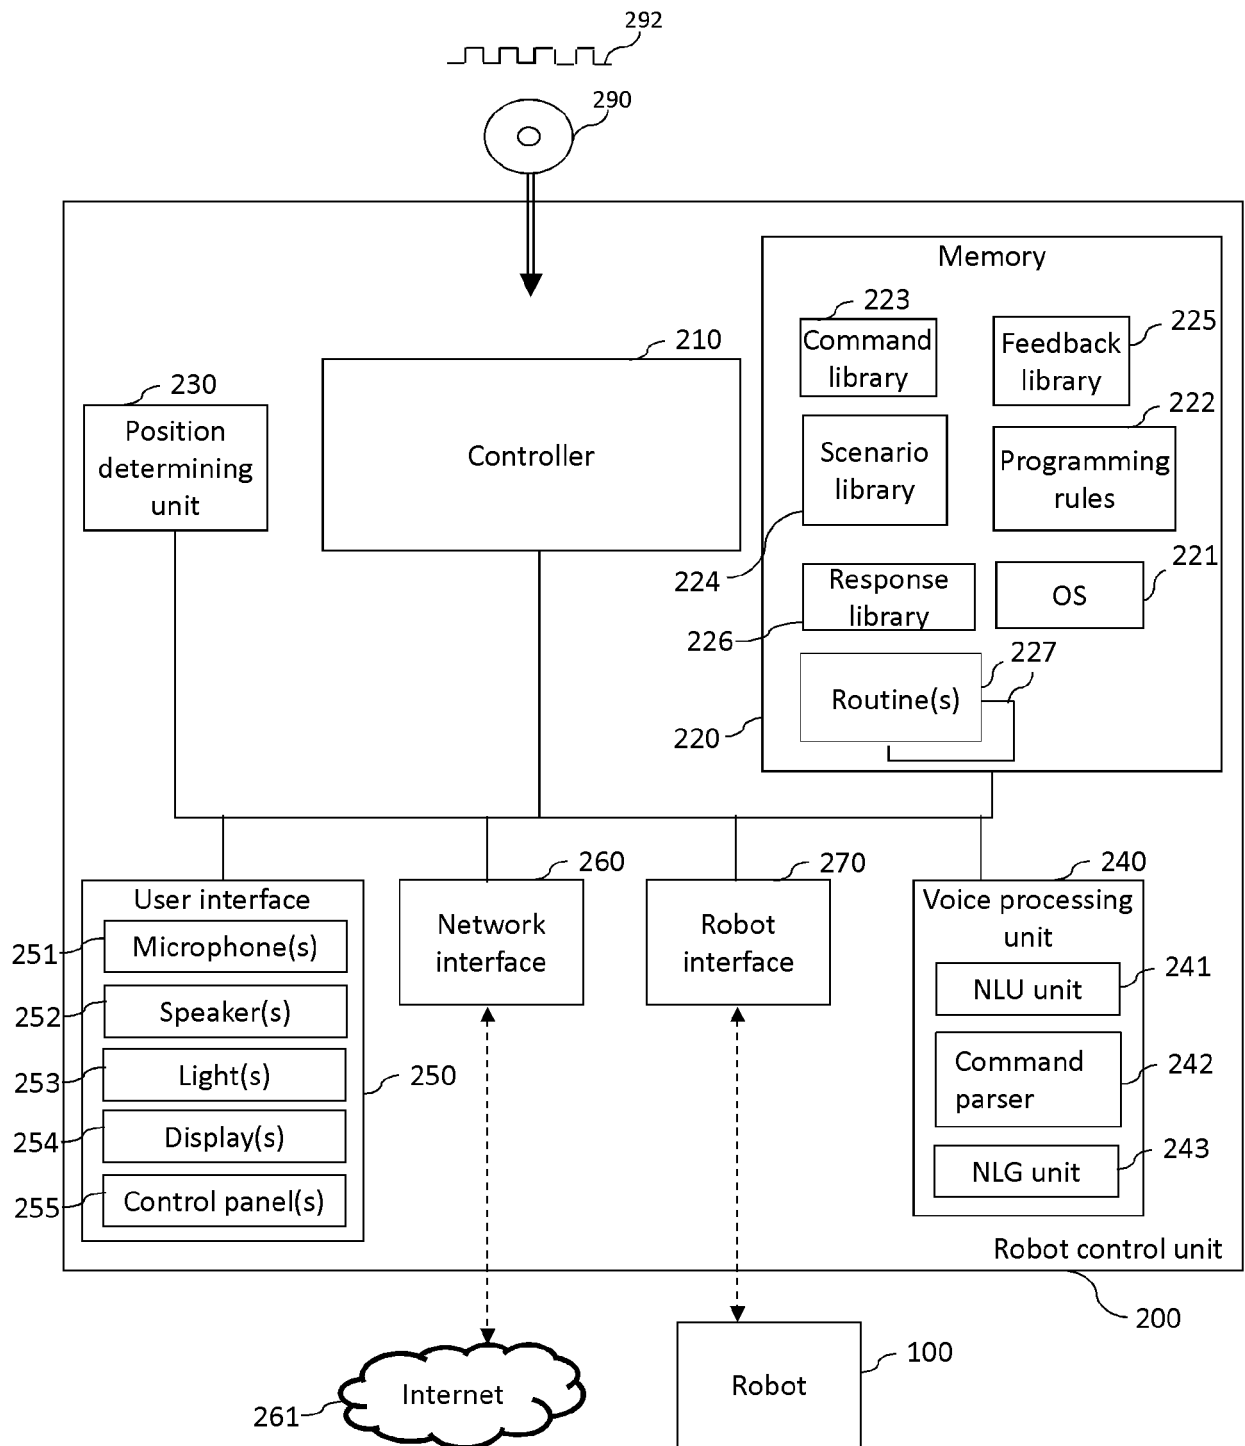 292
290
Memory
223
Command
library
Feedback
library
225
210
Controller
230
Position
determining
unit
Scenario
library
224
222
Programming
rules
Response
library
226
221
OS
227
Routine(s)
220
User interface
251
Microphone(s)
252
Speaker(s)
253
Light(s)
250
254
Display(s)
255
Control panel(s)
260
Network
interface
270
Robot
interface
240
Voice processing
unit
241
NLU unit
Command
parser
242
NLG unit
243
Robot control unit
200
Internet
261
100
Robot